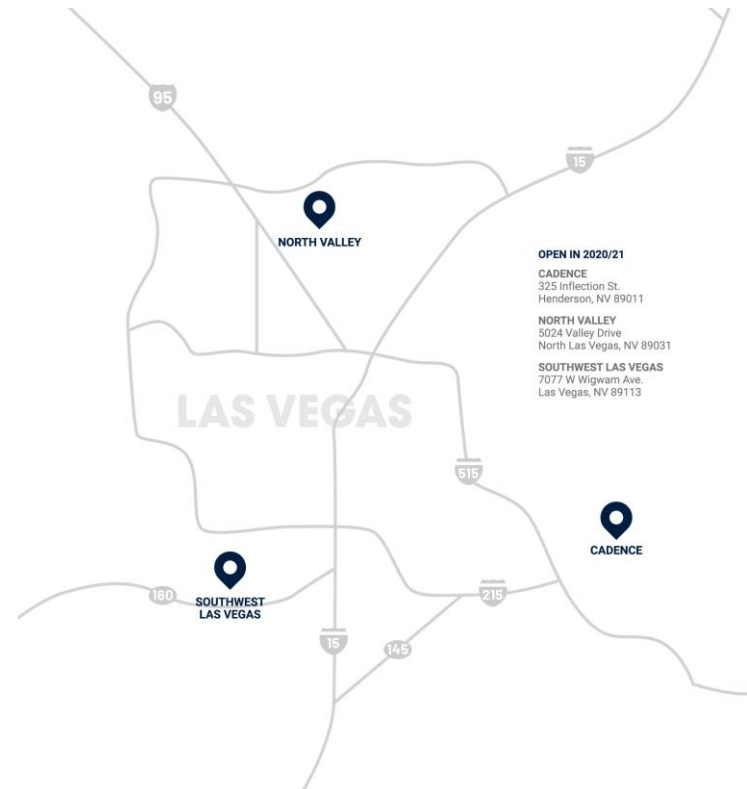 95
15
NORTH VALLEY
OPEN IN 2020/21
CADENCE
325 Inflection St.
Henderson, NV 89011
NORTH VALLEY
5024 Valley Drive
North Las Vegas, NV 89031
SOUTHWEST LAS VEGAS
7077 W Wigwam Ave.
Las Vegas, NV 89113
LAS VEGAS
515
CADENCE
160
SOUTHWEST
LAS VEGAS
215
15
145